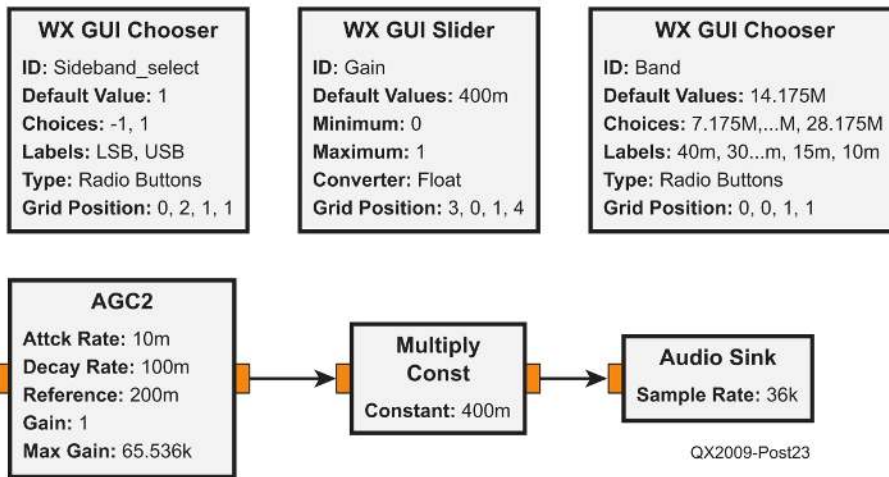 WX GUI Chooser
ID: Sideband_select
Default Value: 1
Choices: -1, 1
Labels: LSB, USB
Type: Radio Buttons
Grid Position: 0, 2, 1, 1
WX GUI Slider
ID: Gain
Default Values: 400m
Minimum: 0
Maximum: 1
Converter: Float
Grid Position: 3, 0, 1, 4
WX GUI Chooser
ID: Band
Default Values: 14.175M
Choices: 7.175M,...M, 28.175M
Labels: 40m, 30...m, 15m, 10m
Type: Radio Buttons
Grid Position: 0, 0, 1, 1
AGC2
Attck Rate: 10m
Decay Rate: 100m
Reference: 200m
Gain: 1
Max Gain: 65.536k
Multiply
Const
Constant: 400m
Audio Sink
Sample Rate: 36k
QX2009-Post23